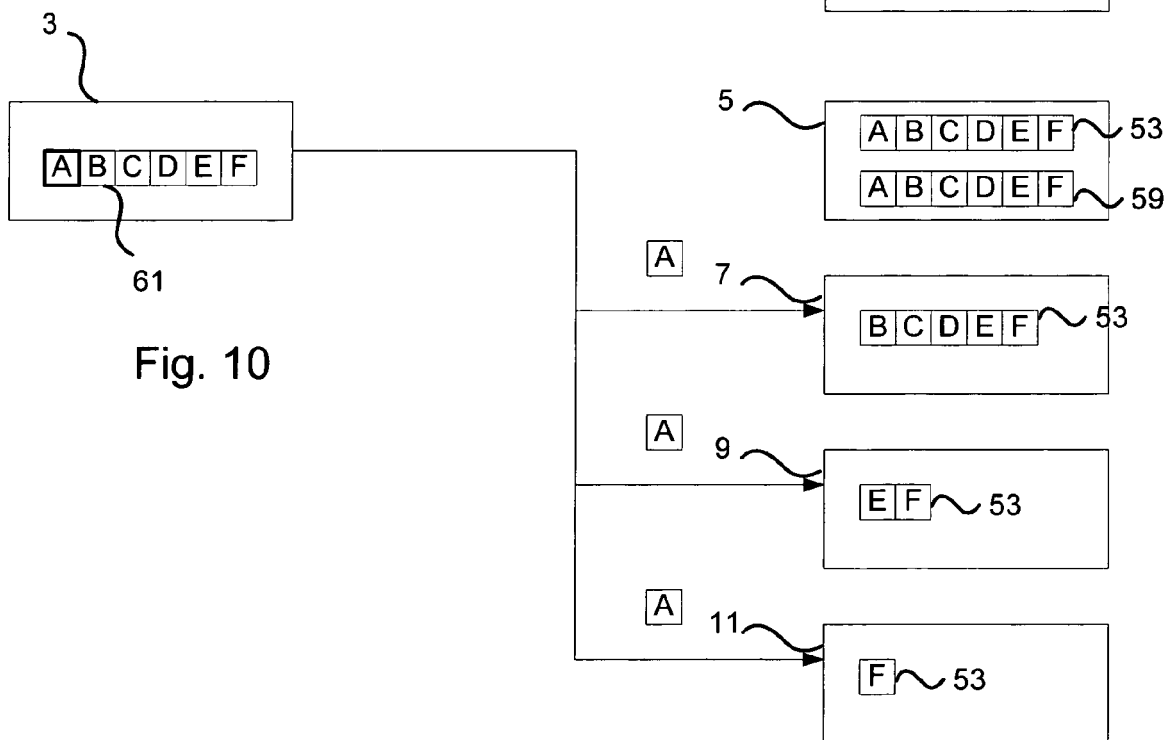 3
5
A B C D E F
53
A B C D E F
61
A B C D E F
59
A
7
B C D E F
53
Fig. 10
A
9
E F
53
A
11
F
53